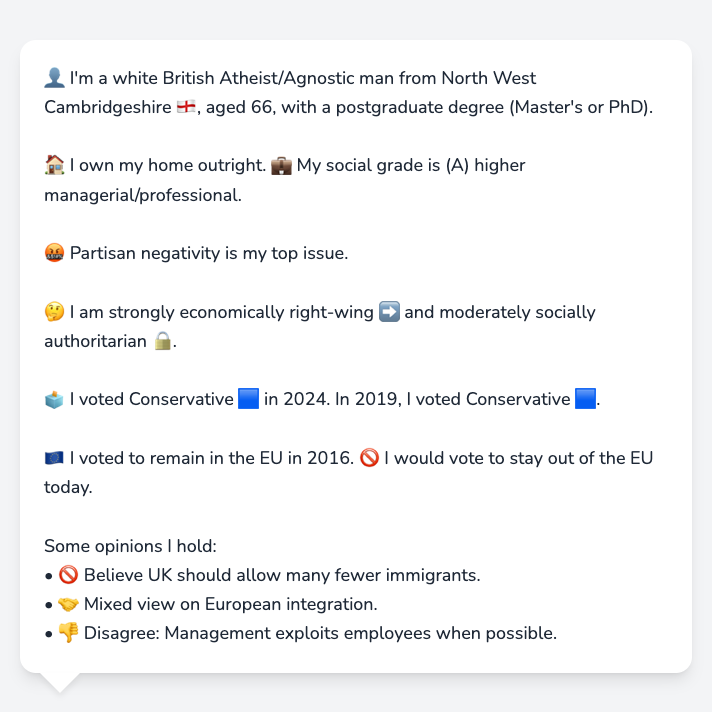 👤 I'm a white British Atheist/Agnostic man from North West
Cambridgeshire 🏴󠁧󠁢󠁥󠁮󠁧󠁿, aged 66, with a postgraduate degree (Master's or PhD).
🏠 I own my home outright. 💼 My social grade is (A) higher
managerial/professional.
🤬 Partisan negativity is my top issue.
🤔 I am strongly economically right-wing ➡️ and moderately socially
authoritarian 🔒.
🗳️ I voted Conservative 🟦 in 2024. In 2019, I voted Conservative 🟦.
🇪🇺 I voted to remain in the EU in 2016. 🚫 I would vote to stay out of the EU
today.
Some opinions I hold:
• 🚫 Believe UK should allow many fewer immigrants.
• 🤝 Mixed view on European integration.
• 👎 Disagree: Management exploits employees when possible.